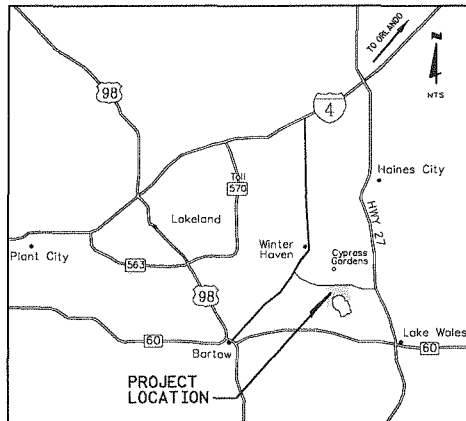 TO ORLANDO
N
NTS
98
4
Haines City
Toll
570
HWY 27
Lakeland
Plant City
563
Winter
Haven
Cypress
Gardens
98
60
Bartow
Lake Wales
60
PROJECT
LOCATION